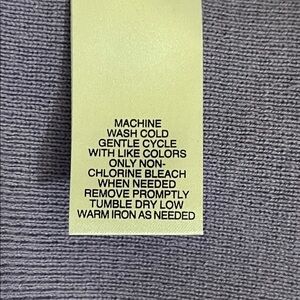 MACHINE
WASH COLD
GENTLE CYCLE
WITH LIKE COLORS
ONLY NON-
CHLORINE BLEACH
WHEN NEEDED
REMOVE PROMPTLY
TUMBLE DRY LOW
WARM IRON AS NEEDED